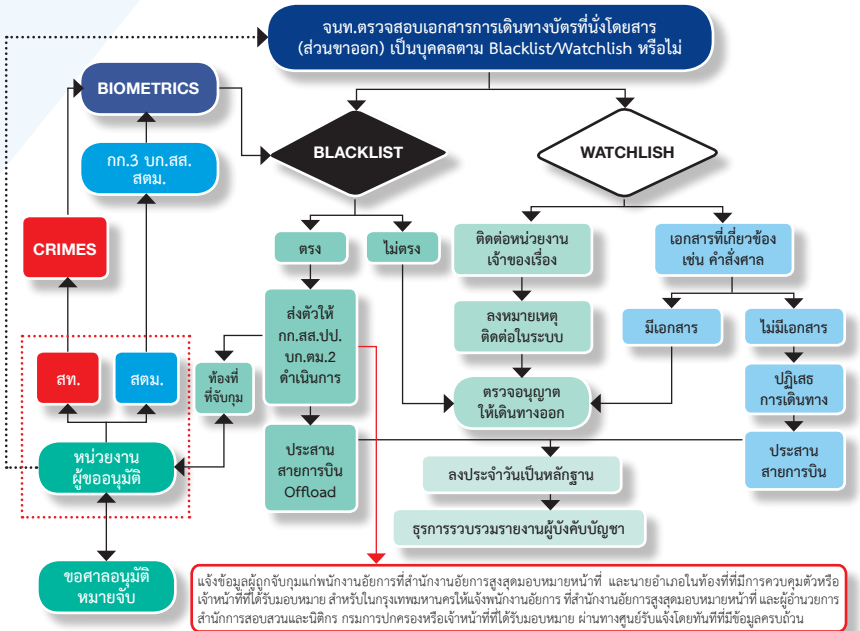 จนท.ตรวจสอบเอกสารการเดินทางบัตรที่นั่งโดยสาร
(ส่วนขาออก) เป็นบุคคลตาม Blacklist/Watchlish หรือไม่
BIOMETRICS
กก.3 บก.สส.
สตม.
CRIMES
สท.
สตม.
หน่วยงาน
ผู้ขออนุมัติ
ขอศาลอนุมัติ
หมายจับ
BLACKLIST
ตรง
ไม่ตรง
ส่งตัวให้
กก.สส.ปป.
บก.ตม.2
ดำเนินการ
ท้องที่
ที่จับกุม
ประสาน
สายการบิน
Offload
WATCHLISH
ติดต่อหน่วยงาน
เจ้าของเรื่อง
ลงหมายเหตุ
ติดต่อในระบบ
ตรวจอนุญาต
ให้เดินทางออก
เอกสารที่เกี่ยวข้อง
เช่น คำสั่งศาล
มีเอกสาร
ไม่มีเอกสาร
ปฏิเสธ
การเดินทาง
ประสาน
สายการบิน
ลงประจำวันเป็นหลักฐาน
ธุรการรวบรวมรายงานผู้บังคับบัญชา
แจ้งข้อมูลผู้ถูกจับกุมแก่พนักงานอัยการที่สำนักงานอัยการสูงสุดมอบหมายหน้าที่ และนายอำเภอในท้องที่ที่มีการควบคุมตัวหรือ
เจ้าหน้าที่ที่ได้รับมอบหมาย สำหรับในกรุงเทพมหานครให้แจ้งพนักงานอัยการ ที่สำนักงานอัยการสูงสุดมอบหมายหน้าที่ และผู้อำนวยการ
สำนักการสอบสวนและนิติกร กรมการปกครองหรือเจ้าหน้าที่ที่ได้รับมอบหมาย ผ่านทางศูนย์รับแจ้งโดยทันทีที่มีข้อมูลครบถ้วน